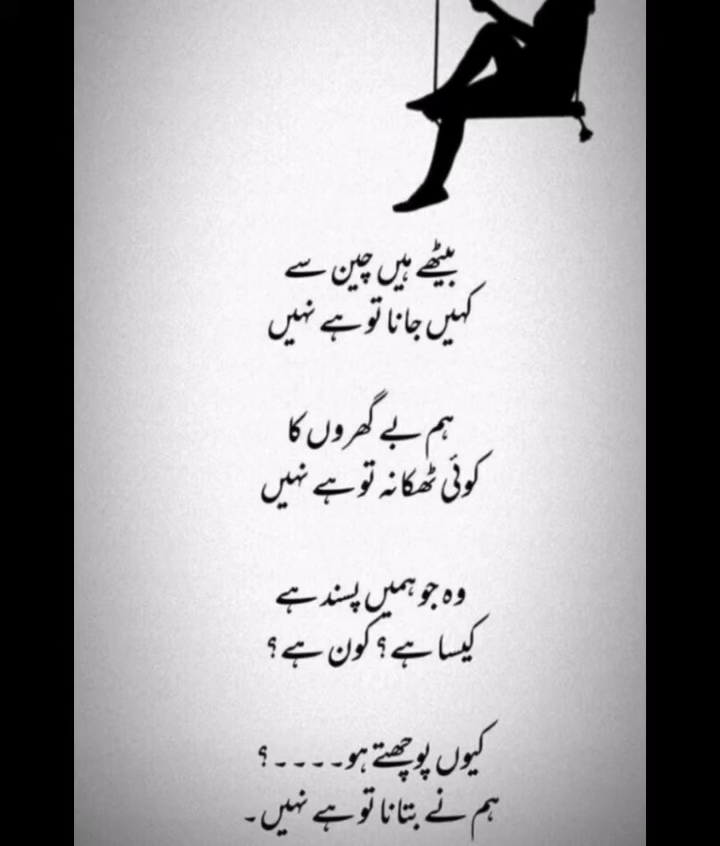 بیٹھے ہیں چین سے
کہیں جانا تو ہے نہیں
ہم بے گھروں کا
کوئی ٹھکانہ تو ہے نہیں
وہ جو ہمیں پسند ہے
کیسا ہے؟ کون ہے؟
کیوں پوچھتے ہو۔۔۔۔؟
ہم نے بتانا تو ہے نہیں۔